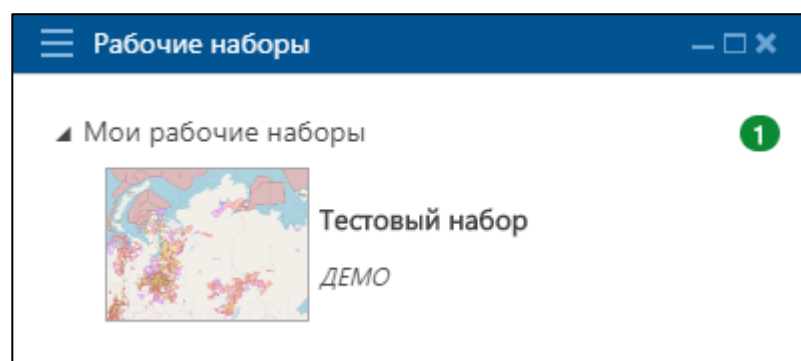 Рабочие наборы
Мои рабочие наборы
1
Тестовый набор
ДЕМО